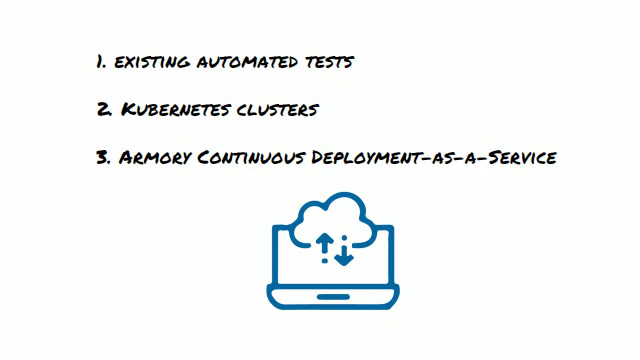 1. existing automated tests
2. Kubernetes clusters
3. Armory Continuous Deployment-as-a-Service